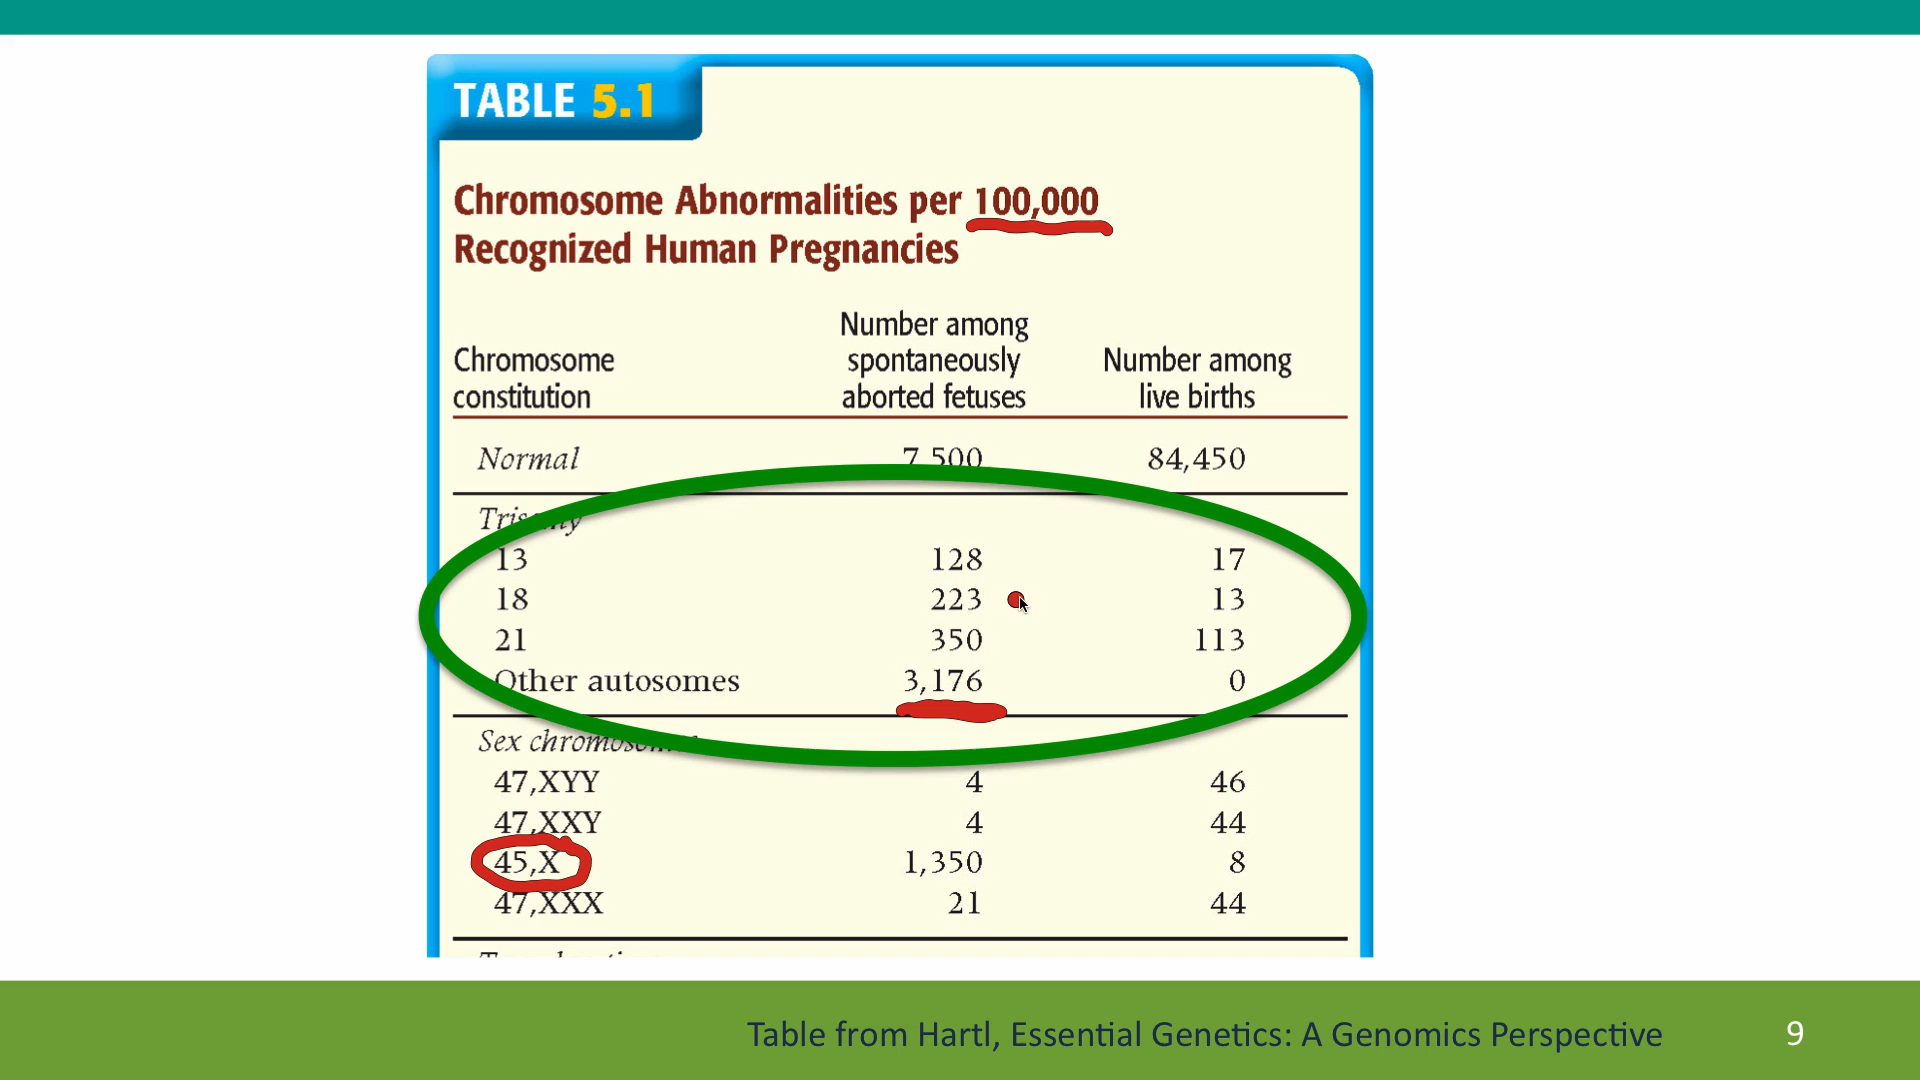 TABLE 5.1
Chromosome Abnormalities per 100,000
Recognized Human Pregnancies
Chromosome constitution
Number among spontaneously aborted fetuses
Number among live births
Normal 7,500 84,450
Trisomy
13 128 17
18 223 13
21 350 113
Other autosomes 3,176 0
Sex chromosomes
47,XYY 4 46
47,XXY 4 44
45,X 1,350 8
47,XXX 21 44
Table from Hartl, Essential Genetics: A Genomics Perspective 9